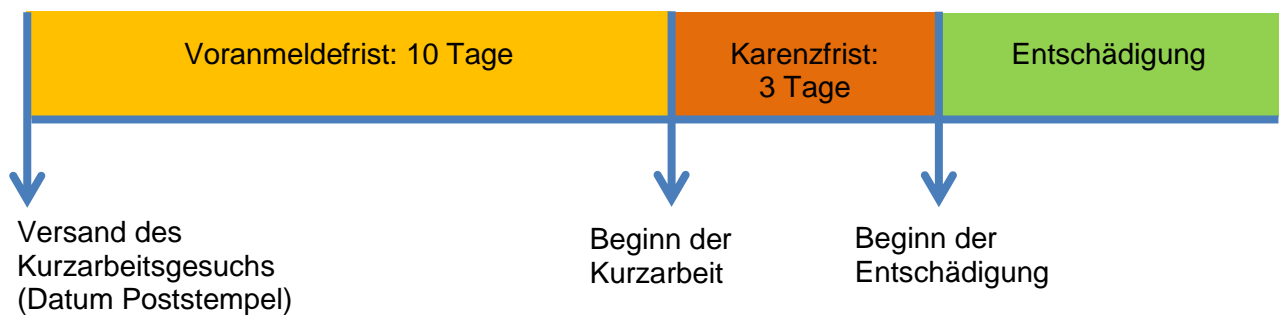 Voranmeldefrist: 10 Tage
Karenzfrist:
3 Tage
Entschädigung
Versand des
Kurzarbeitsgesuchs
(Datum Poststempel)
Beginn der
Kurzarbeit
Beginn der
Entschädigung